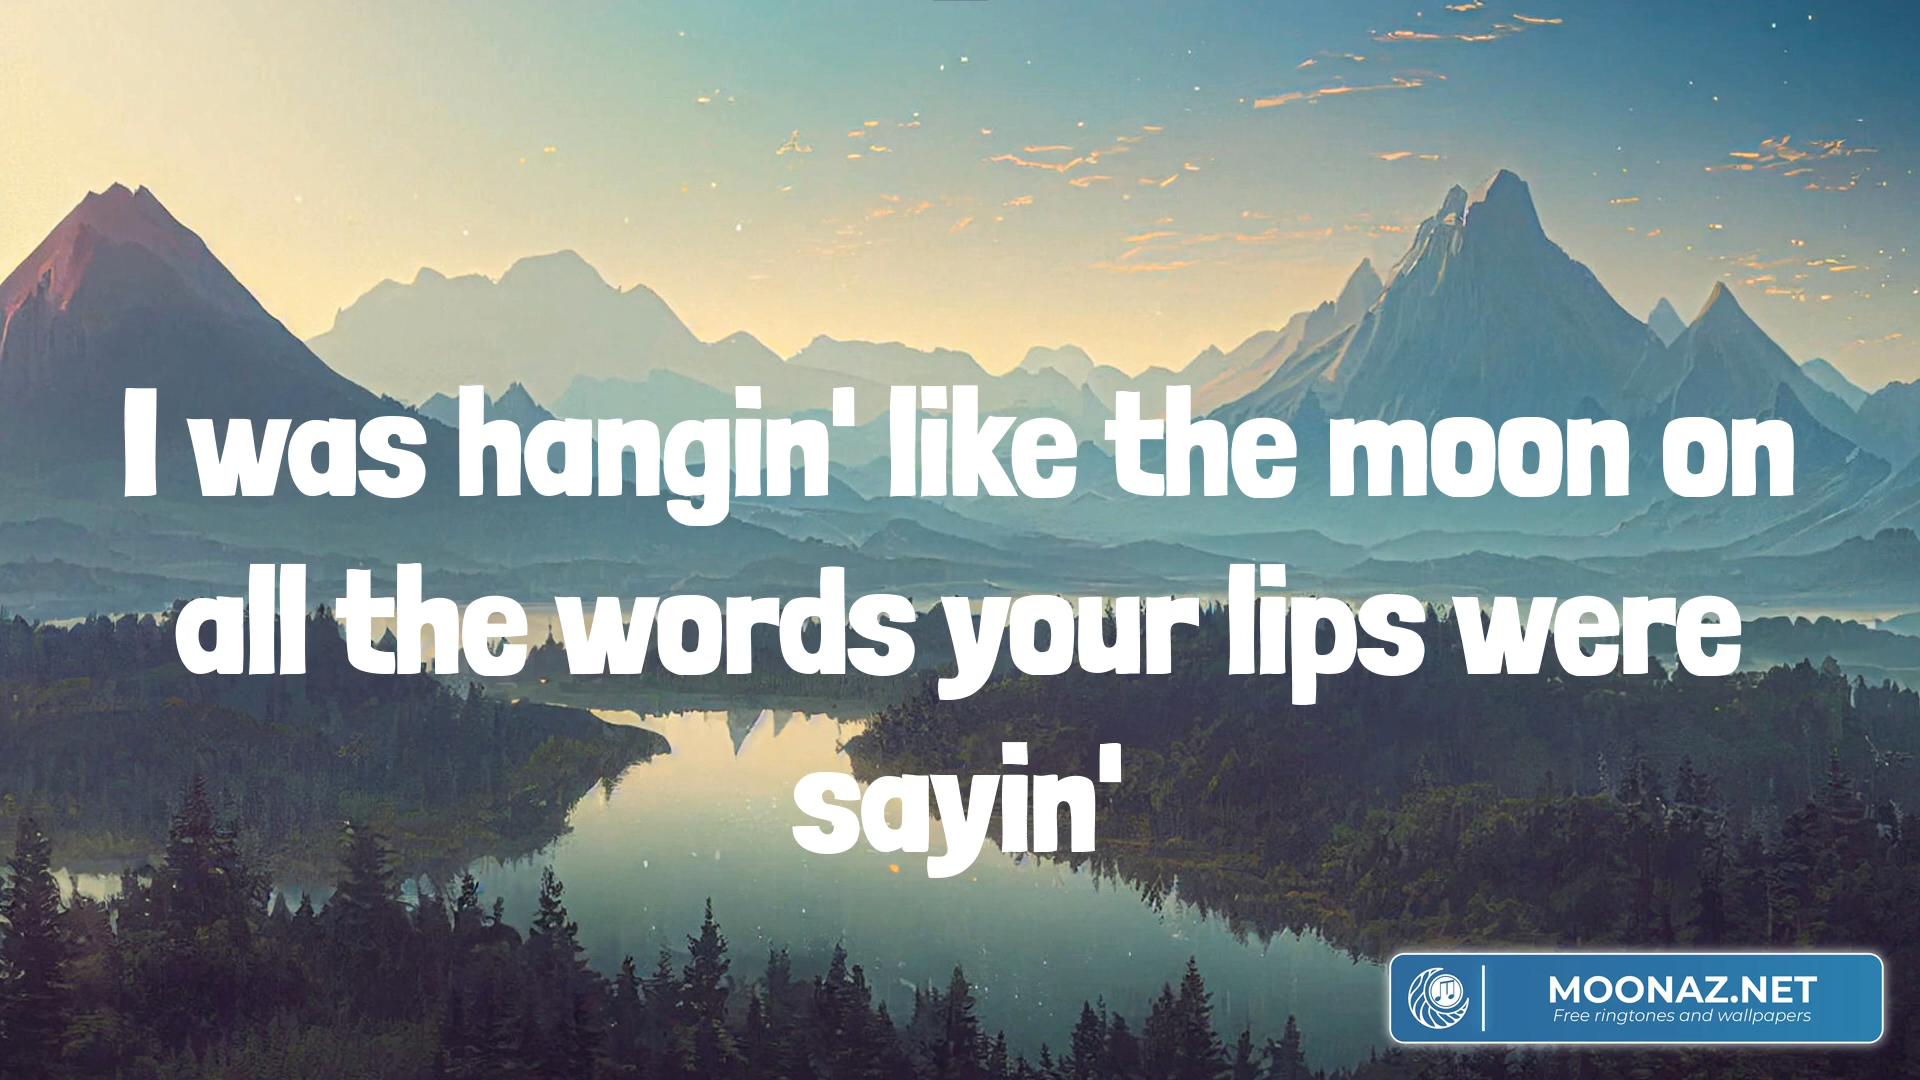 I was hangin' like the moon on
all the words your lips were
sayin'
MOONAZ.NET
Free ringtones and wallpapers